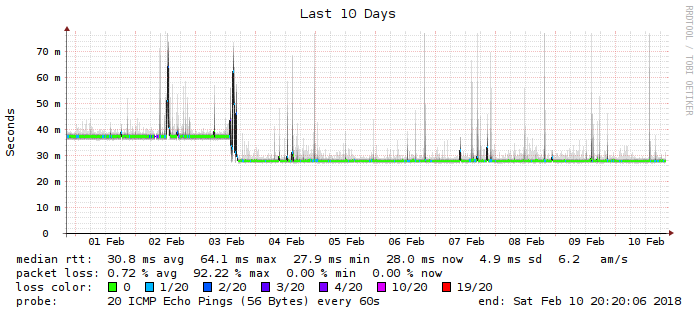 Last 10 Days
RRDTOOL / TOBI OETIKER
Seconds
70 m
60 m
50 m
40 m
30 m
20 m
10 m
0
01 Feb 02 Feb 03 Feb 04 Feb 05 Feb 06 Feb 07 Feb 08 Feb 09 Feb 10 Feb
median rtt: 30.8 ms avg 64.1 ms max 27.9 ms min 28.0 ms now 4.9 ms sd 6.2 am/s
packet loss: 0.72 % avg 92.22 % max 0.00 % min 0.00 % now
loss color: 0 1/20 2/20 3/20 4/20 10/20 19/20
probe: 20 ICMP Echo Pings (56 Bytes) every 60s end: Sat Feb 10 20:20:06 2018